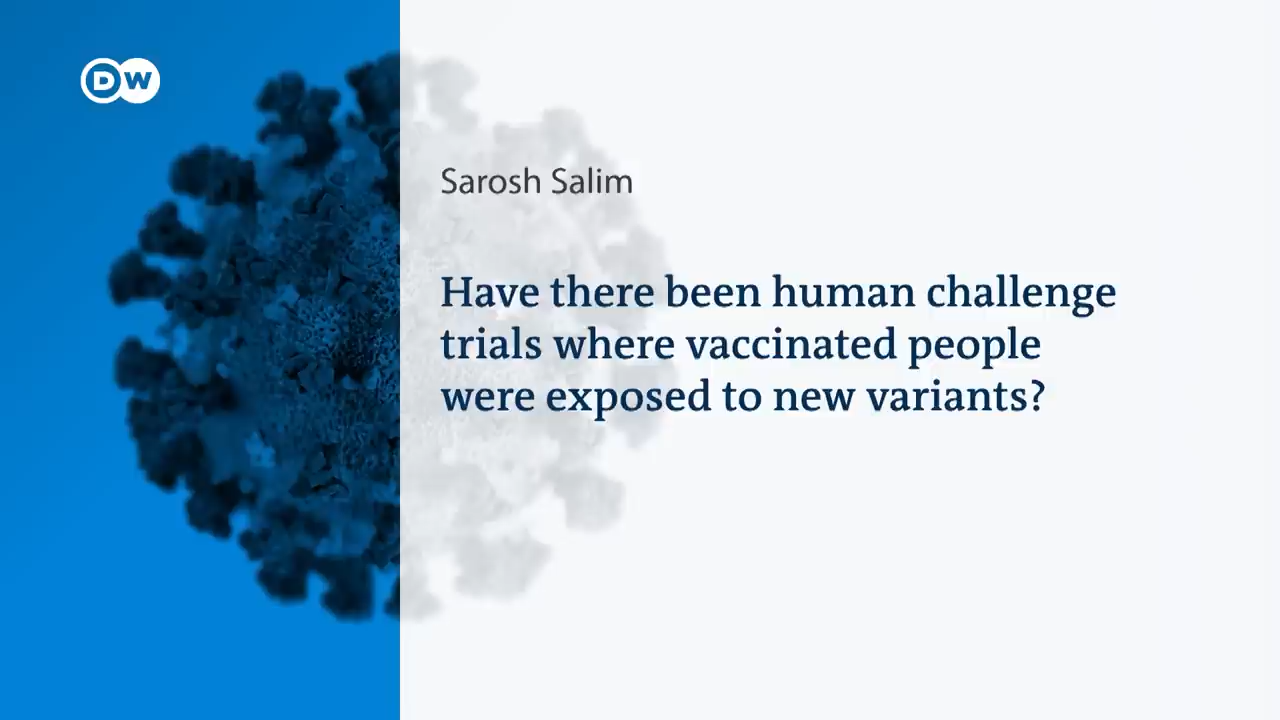 DW
Sarosh Salim
Have there been human challenge
trials where vaccinated people
were exposed to new variants?